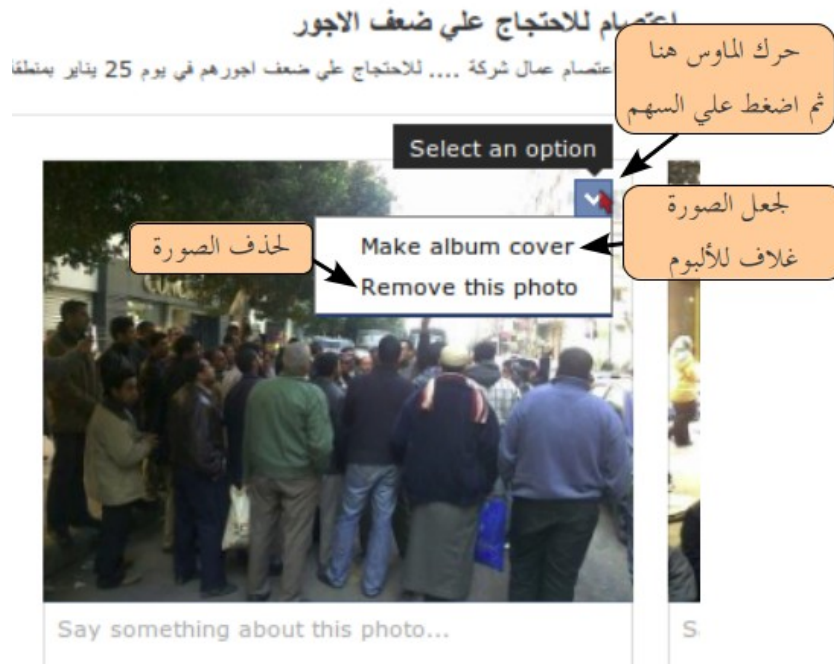 اعتصام للاحتجاج علي ضعف الاجور
عتصام عمال شركة .... للاحتجاج علي ضعف اجورهم في يوم 25 يناير بمنطقة
حرك الماوس هنا
ثم اضغط علي السهم
Select an option
لجعل الصورة
غلاف للألبوم
Make album cover
لحذف الصورة
Remove this photo
Say something about this photo...
S